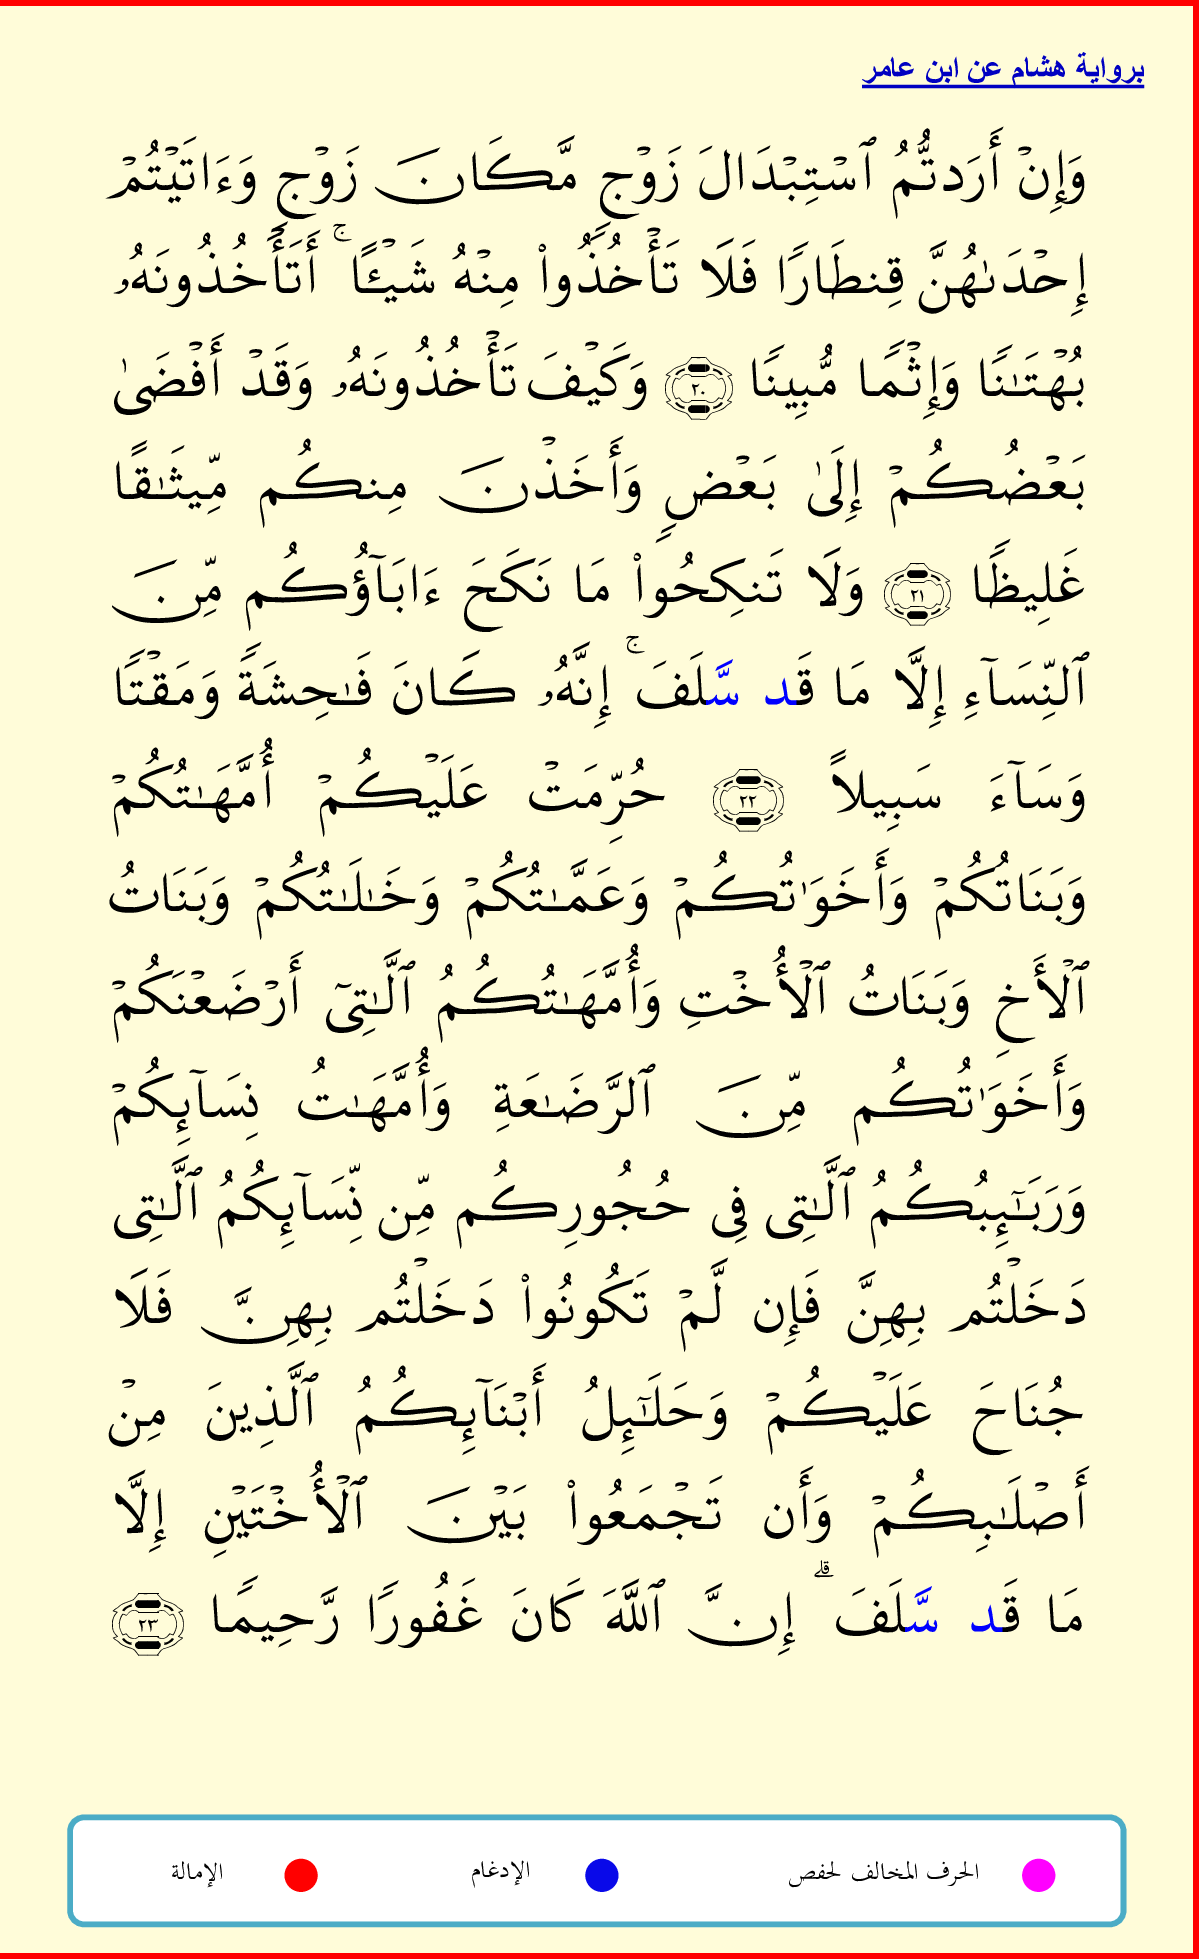 برواية هشام عن ابن عامر
وَإِنْ أَرَدتُّمُ ٱسْتِبْدَالَ زَوْجٍ مَّكَانَ زَوْجٍ وَءَاتَيْتُمْ
إِحْدَىٰهُنَّ قِنطَارًا فَلَا تَأْخُذُوا۟ مِنْهُ شَيْـًٔا ۚ أَتَأْخُذُونَهُۥ
بُهْتَـٰنًا وَإِثْمًا مُّبِينًا ٢٠ وَكَيْفَ تَأْخُذُونَهُۥ وَقَدْ أَفْضَىٰ
بَعْضُكُمْ إِلَىٰ بَعْضٍ وَأَخَذْنَ مِنكُم مِّيثَـٰقًا
غَلِيظًا ٢١ وَلَا تَنكِحُوا۟ مَا نَكَحَ ءَابَآؤُكُم مِّنَ
ٱلنِّسَآءِ إِلَّا مَا قَد سَّلَفَ ۚ إِنَّهُۥ كَانَ فَـٰحِشَةً وَمَقْتًا
وَسَآءَ سَبِيلاً ٢٢ حُرِّمَتْ عَلَيْكُمْ أُمَّهَـٰتُكُمْ
وَبَنَاتُكُمْ وَأَخَوَٰتُكُمْ وَعَمَّـٰتُكُمْ وَخَـٰلَـٰتُكُمْ وَبَنَاتُ
ٱلْأَخِ وَبَنَاتُ ٱلْأُخْتِ وَأُمَّهَـٰتُكُمُ ٱلَّـٰتِىٓ أَرْضَعْنَكُمْ
وَأَخَوَٰتُكُم مِّنَ ٱلرَّضَـٰعَةِ وَأُمَّهَـٰتُ نِسَآئِكُمْ
وَرَبَـٰٓئِبُكُمُ ٱلَّـٰتِى فِى حُجُورِكُم مِّن نِّسَآئِكُمُ ٱلَّـٰتِى
دَخَلْتُم بِهِنَّ فَإِن لَّمْ تَكُونُوا۟ دَخَلْتُم بِهِنَّ فَلَا
جُنَاحَ عَلَيْكُمْ وَحَلَـٰٓئِلُ أَبْنَآئِكُمُ ٱلَّذِينَ مِنْ
أَصْلَـٰبِكُمْ وَأَن تَجْمَعُوا۟ بَيْنَ ٱلْأُخْتَيْنِ إِلَّا
مَا قَد سَّلَفَ ۗ إِنَّ ٱللَّهَ كَانَ غَفُورًا رَّحِيمًا ٢٣
الحرف المخالف لحفص الإدغام الإمالة